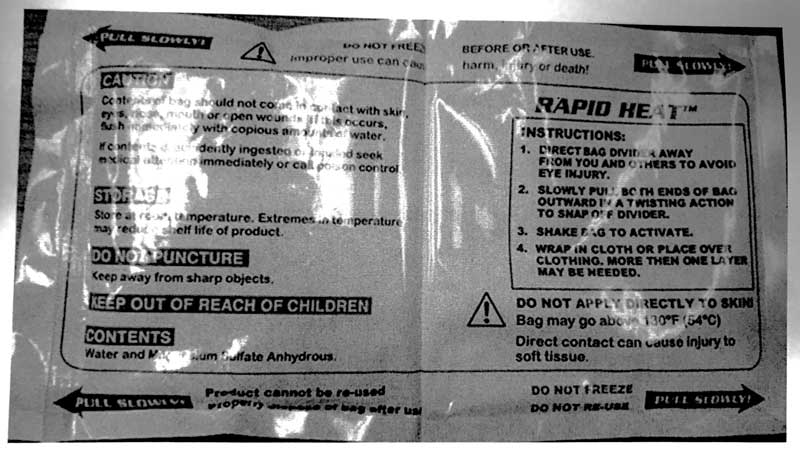 PULL SLOWLY!
DO NOT FREEZ
Improper use can cau
BEFORE OR AFTER USE.
harm, injury or death!
PULL SLOWLY!
CAUTION
Contents of bag should not come in contact with skin,
eyes, nose, mouth or open wounds. If this occurs,
flush immediately with copious amounts of water.
If contents accidently ingested or inhaled seek
medical attention immediately or call poison control
STORAGE
Store at room temperature. Extremes in temperature
may reduce shelf life of product.
DO NOT PUNCTURE
Keep away from sharp objects.
KEEP OUT OF REACH OF CHILDREN
CONTENTS
Water and Magnesium Sulfate Anhydrous.
RAPID HEAT™
INSTRUCTIONS:
1. DIRECT BAG DIVIDER AWAY
FROM YOU AND OTHERS TO AVOID
EYE INJURY.
2. SLOWLY PULL BOTH ENDS OF BAG
OUTWARD IN A TWISTING ACTION
TO SNAP OFF DIVIDER.
3. SHAKE BAG TO ACTIVATE.
4. WRAP IN CLOTH OR PLACE OVER
CLOTHING. MORE THEN ONE LAYER
MAY BE NEEDED.
DO NOT APPLY DIRECTLY TO SKIN!
Bag may go above 130°F (54°C)
Direct contact can cause injury to
soft tissue.
PULL SLOWLY!
Product cannot be re-used
properly dispose of bag after use
DO NOT FREEZE
DO NOT RE-USE
PULL SLOWLY!